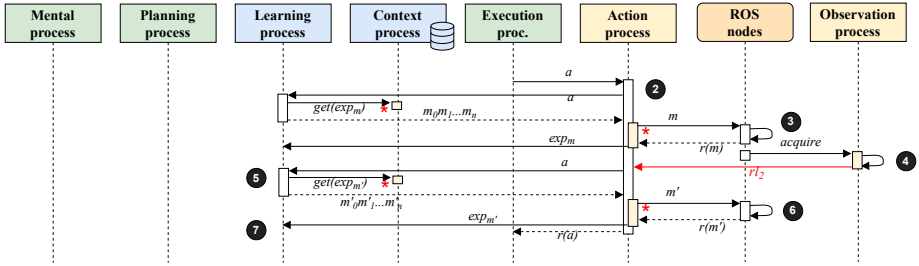 Mental
process
Planning
process
Learning
process
Context
process
Execution
proc.
Action
process
ROS
nodes
Observation
process
a
2
a
get(exp_m)
*
m_0m_1...m_n
m
*
3
r(m)
exp_m
acquire
4
a
rl_2
5
get(exp_m')
*
m'_0m'_1...m'_n
m'
*
6
exp_m'
r(m')
7
r(a)